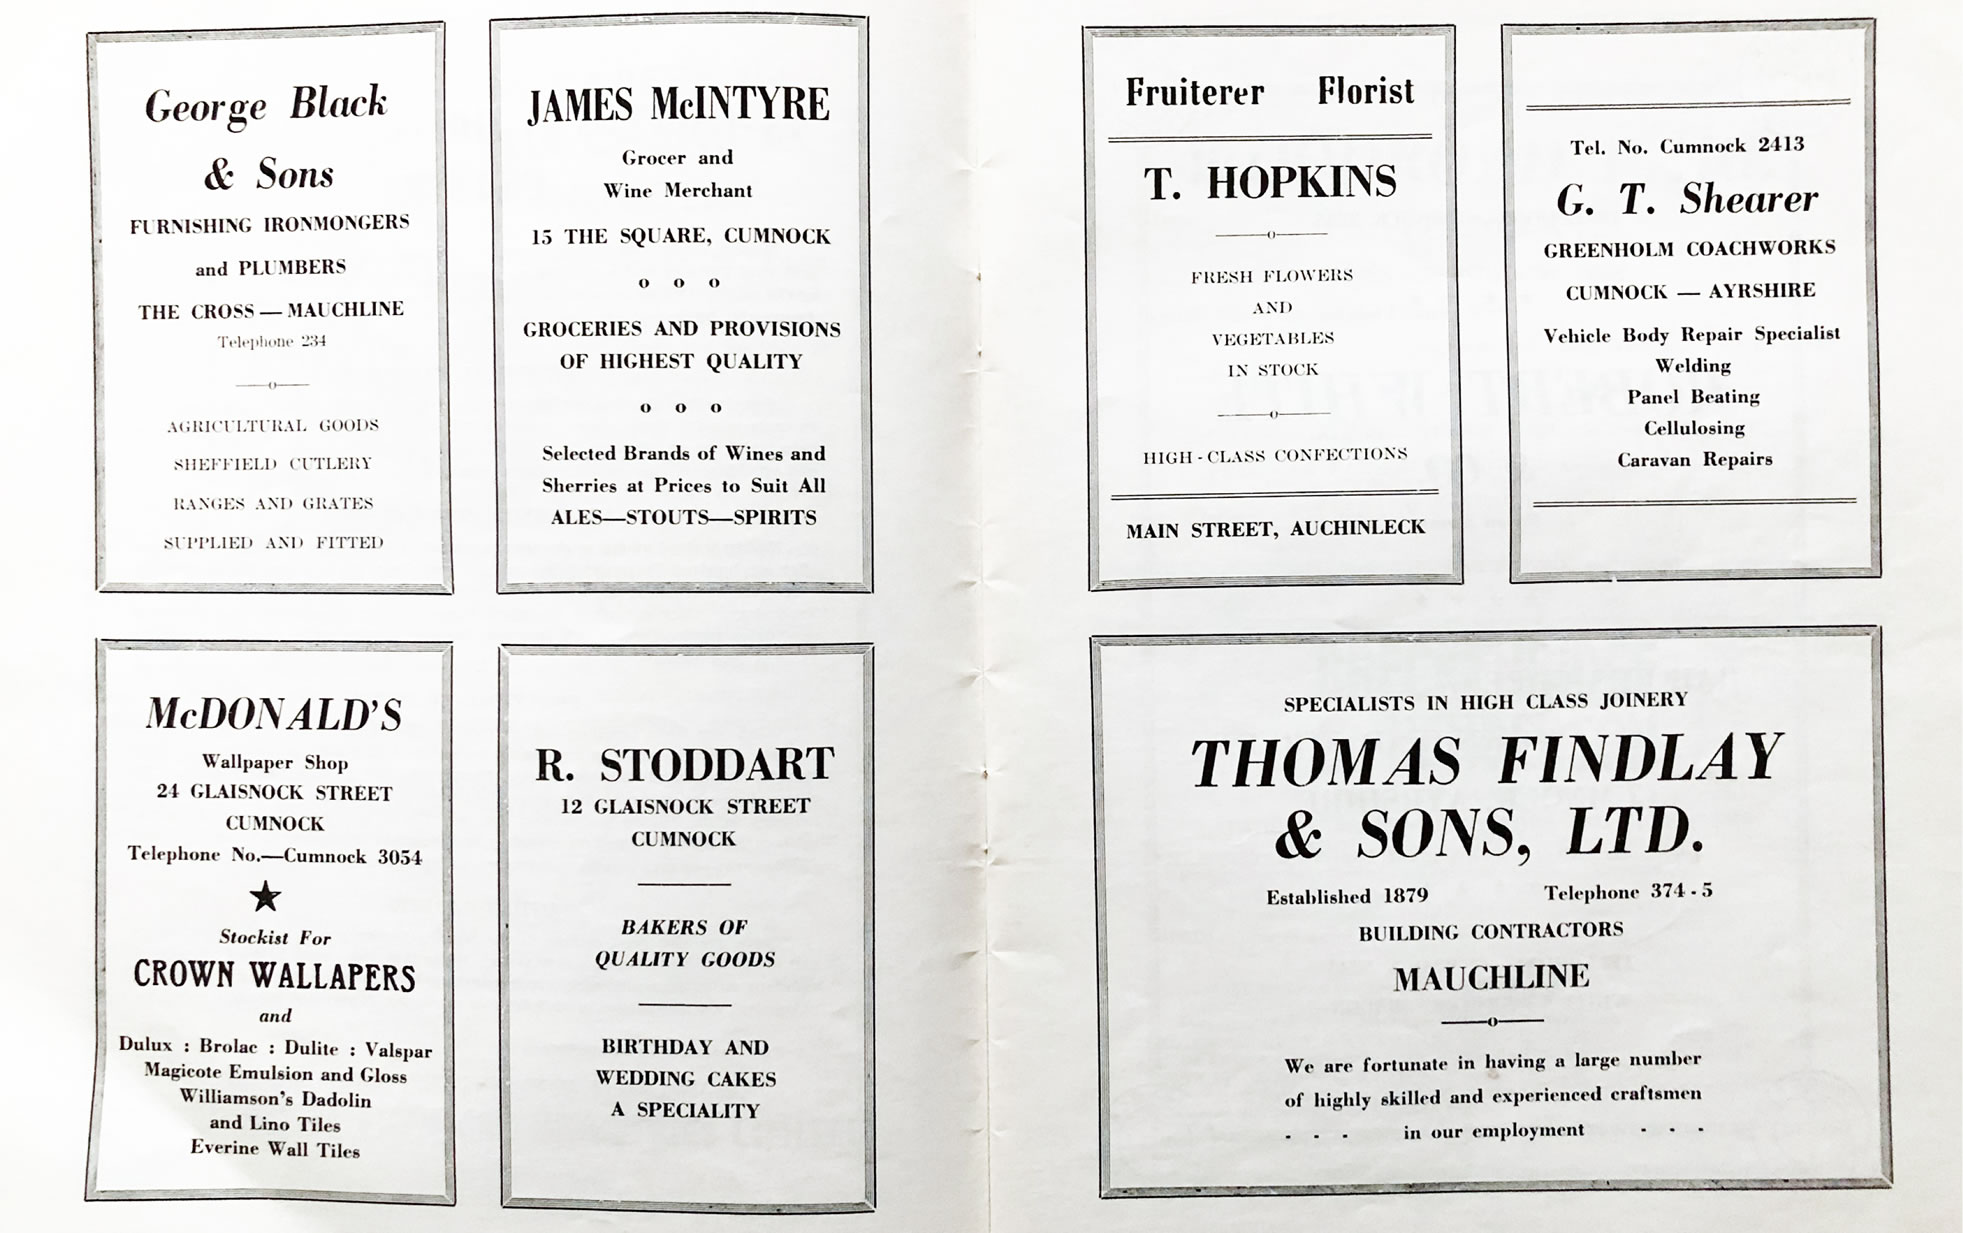 George Black
& Sons
FURNISHING IRONMONGERS
and PLUMBERS
THE CROSS — MAUCHLINE
Telephone 234
AGRICULTURAL GOODS
SHEFFIELD CUTLERY
RANGES AND GRATES
SUPPLIED AND FITTED
JAMES McINTYRE
Grocer and
Wine Merchant
15 THE SQUARE, CUMNOCK
o o o
GROCERIES AND PROVISIONS
OF HIGHEST QUALITY
o o o
Selected Brands of Wines and
Sherries at Prices to Suit All
ALES—STOUTS—SPIRITS
McDONALD'S
Wallpaper Shop
24 GLAISNOCK STREET
CUMNOCK
Telephone No.—Cumnock 3054
Stockist For
CROWN WALLAPERS
and
Dulux : Brolac : Dulite : Valspar
Magicote Emulsion and Gloss
Williamson's Dadolin
and Lino Tiles
Everine Wall Tiles
R. STODDART
12 GLAISNOCK STREET
CUMNOCK
BAKERS OF
QUALITY GOODS
BIRTHDAY AND
WEDDING CAKES
A SPECIALITY
Fruiterer Florist
T. HOPKINS
FRESH FLOWERS
AND
VEGETABLES
IN STOCK
HIGH-CLASS CONFECTIONS
MAIN STREET, AUCHINLECK
Tel. No. Cumnock 2413
G. T. Shearer
GREENHOLM COACHWORKS
CUMNOCK — AYRSHIRE
Vehicle Body Repair Specialist
Welding
Panel Beating
Cellulosing
Caravan Repairs
SPECIALISTS IN HIGH CLASS JOINERY
THOMAS FINDLAY
& SONS, LTD.
Established 1879 Telephone 374-5
BUILDING CONTRACTORS
MAUCHLINE
We are fortunate in having a large number
of highly skilled and experienced craftsmen
- - - in our employment - - -